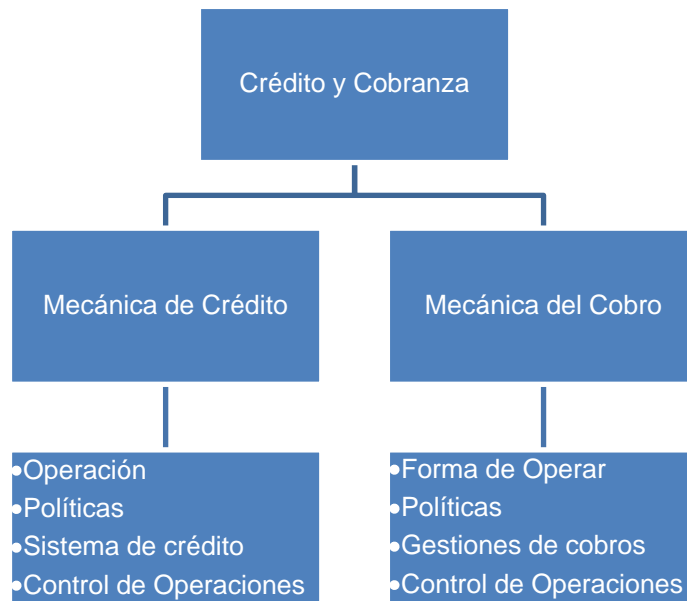 Crédito y Cobranza
Mecánica de Crédito
Mecánica del Cobro
•Operación
•Políticas
•Sistema de crédito
•Control de Operaciones
•Forma de Operar
•Políticas
•Gestiones de cobros
•Control de Operaciones